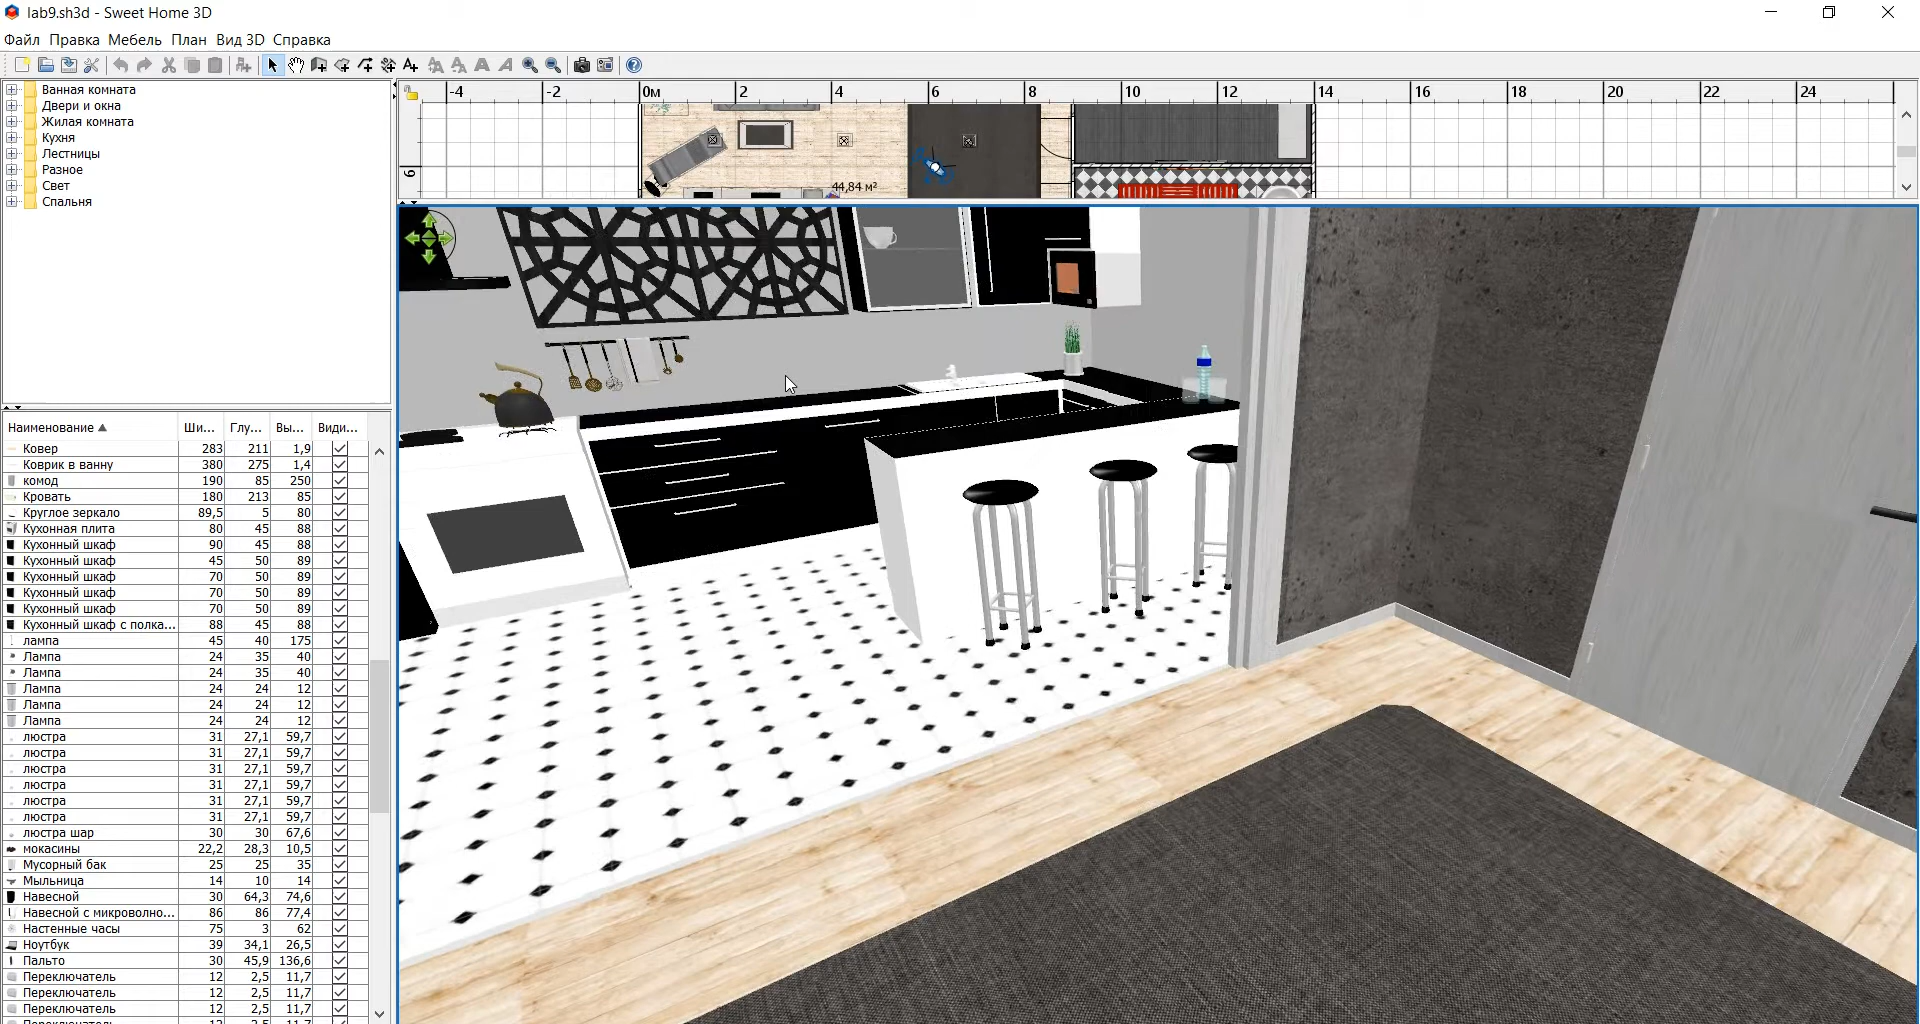 lab9.sh3d - Sweet Home 3D
Файл Правка Мебель План Вид 3D Справка
Ванная комната
Двери и окна
Жилая комната
Кухня
Лестницы
Разное
Свет
Спальня
-4 -2 0м 2 4 6 8 10 12 14 16 18 20 22 24
6
44,84 м²
Наименование Ши... Глу... Вы... Види...
Ковер 283 211 1,9
Коврик в ванну 380 275 1,4
комод 190 85 250
Кровать 180 213 85
Круглое зеркало 89,5 5 80
Кухонная плита 80 45 88
Кухонный шкаф 90 45 88
Кухонный шкаф 45 50 89
Кухонный шкаф 70 50 89
Кухонный шкаф 70 50 89
Кухонный шкаф 70 50 89
Кухонный шкаф с полка... 88 45 88
лампа 45 40 175
Лампа 24 35 40
Лампа 24 35 40
Лампа 24 24 12
Лампа 24 24 12
Лампа 24 24 12
люстра 31 27,1 59,7
люстра 31 27,1 59,7
люстра 31 27,1 59,7
люстра 31 27,1 59,7
люстра 31 27,1 59,7
люстра 31 27,1 59,7
люстра шар 30 30 67,6
мокасины 22,2 28,3 10,5
Мусорный бак 25 25 35
Мыльница 14 10 14
Навесной 30 64,3 74,6
Навесной с микроволно... 86 86 77,4
Настенные часы 75 3 62
Ноутбук 39 34,1 26,5
Пальто 30 45,9 136,6
Переключатель 12 2,5 11,7
Переключатель 12 2,5 11,7
Переключатель 12 2,5 11,7
Переключатель 12 2,5 11,7